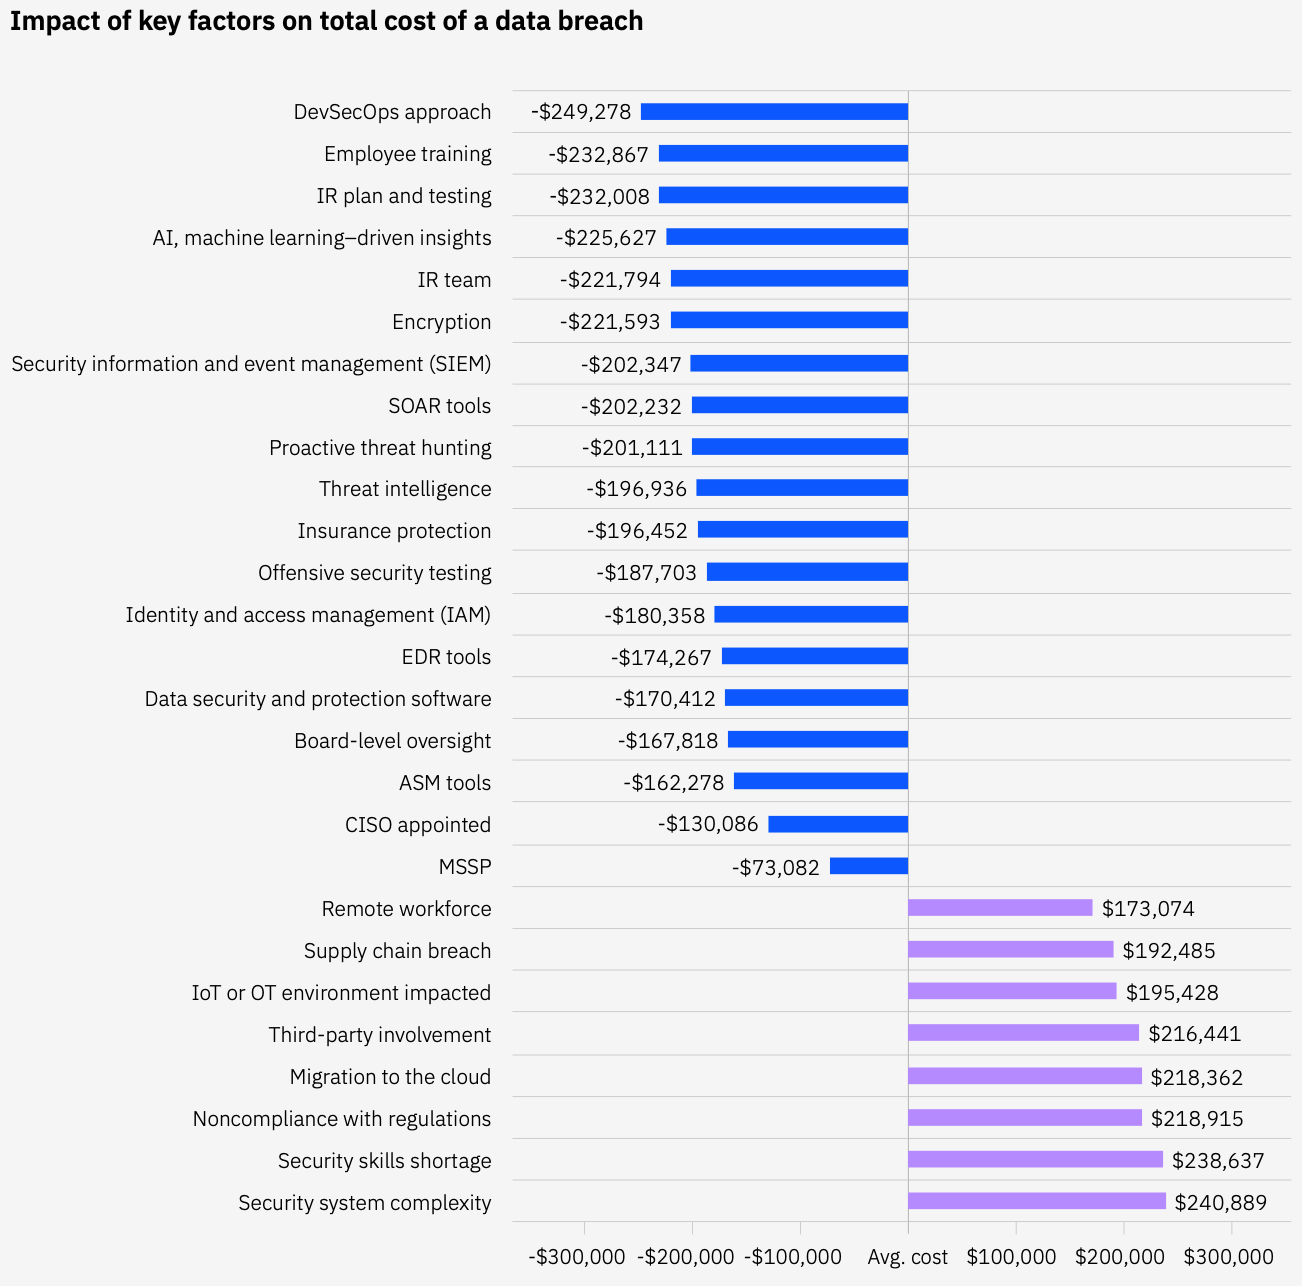 Impact of key factors on total cost of a data breach
DevSecOps approach -$249,278
Employee training -$232,867
IR plan and testing -$232,008
AI, machine learning–driven insights -$225,627
IR team -$221,794
Encryption -$221,593
Security information and event management (SIEM) -$202,347
SOAR tools -$202,232
Proactive threat hunting -$201,111
Threat intelligence -$196,936
Insurance protection -$196,452
Offensive security testing -$187,703
Identity and access management (IAM) -$180,358
EDR tools -$174,267
Data security and protection software -$170,412
Board-level oversight -$167,818
ASM tools -$162,278
CISO appointed -$130,086
MSSP -$73,082
Remote workforce $173,074
Supply chain breach $192,485
IoT or OT environment impacted $195,428
Third-party involvement $216,441
Migration to the cloud $218,362
Noncompliance with regulations $218,915
Security skills shortage $238,637
Security system complexity $240,889
-$300,000 -$200,000 -$100,000 Avg. cost $100,000 $200,000 $300,000